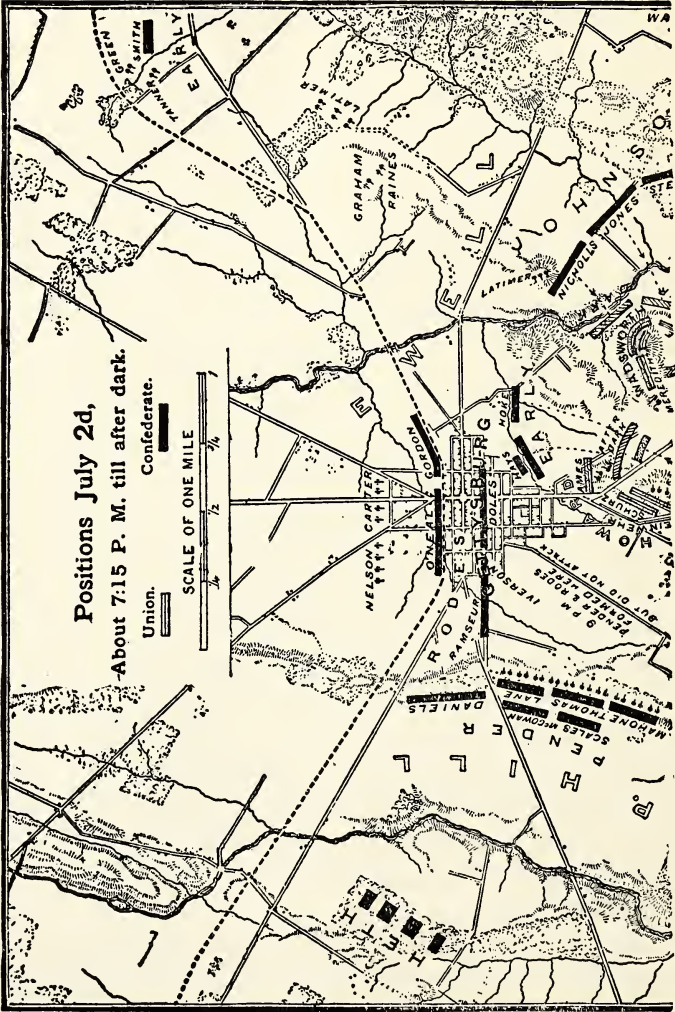 Positions July 2d,
About 7:15 P. M. till after dark.
Union.
Confederate.
SCALE OF ONE MILE
1/4
1/2
3/4
1
GREEN
SMITH
TANNER
EARLY
LATIMER
GRAHAM
RAINES
EWELL
JOHNSO
LATIMER
NICHOLLS
JONES
STE
WA
WADSWORTH
GORDON
O'NEAL
NELSON
CARTER
GETTYSBURG
HOKE
HAYS
EARLY
DOLES
AMES
HOWARD
SCHURZ
STEINWEHR
RODES
RAMSEUR
IVERSON
9 P M
PENDER & RODES
FORMED HERE
BUT DID NOT ATTACK
DANIELS
LANE
THOMAS
MAHONE
MCGOWAN
SCALES
PENDER
HILL
HETH